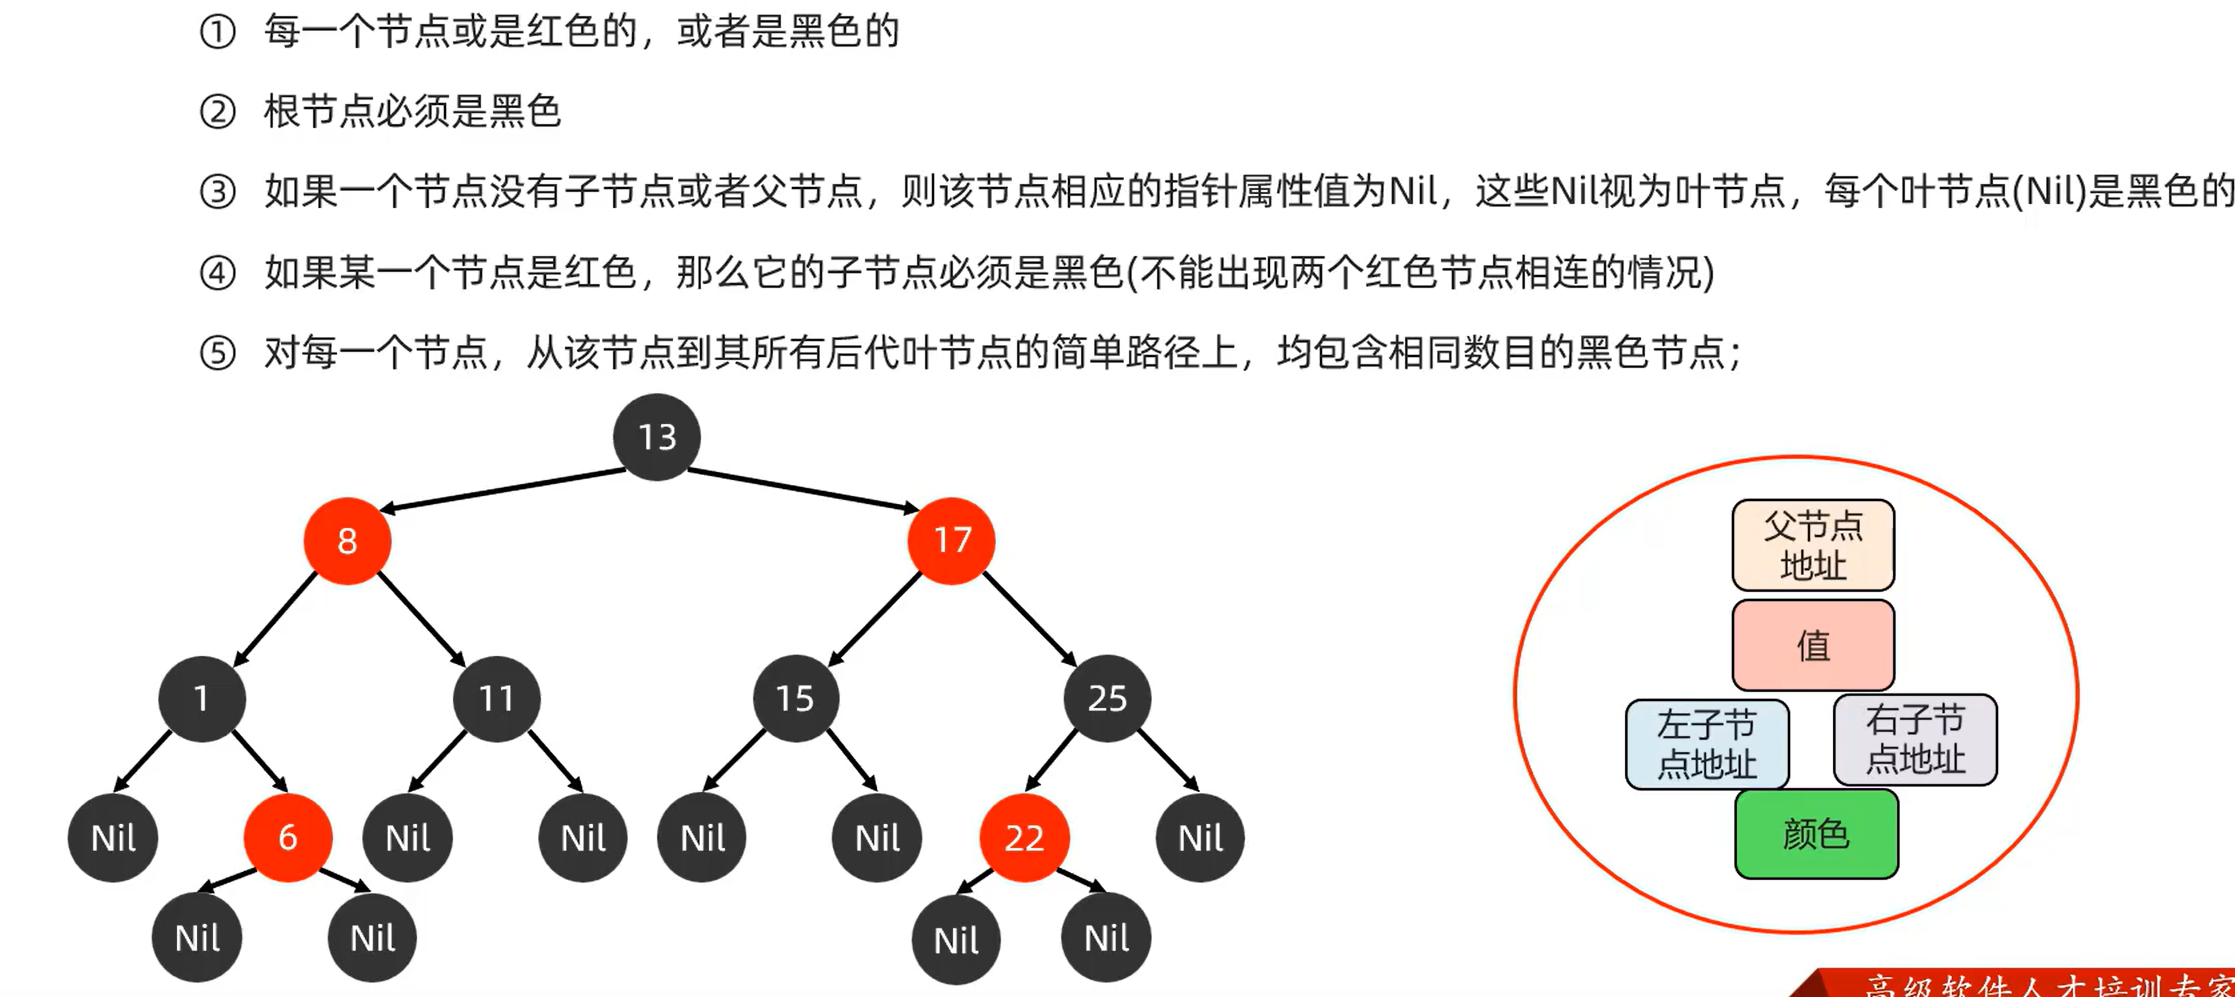 ① 每一个节点或是红色的，或者是黑色的
② 根节点必须是黑色
③ 如果一个节点没有子节点或者父节点，则该节点相应的指针属性值为Nil，这些Nil视为叶节点，每个叶节点(Nil)是黑色的
④ 如果某一个节点是红色，那么它的子节点必须是黑色(不能出现两个红色节点相连的情况)
⑤ 对每一个节点，从该节点到其所有后代叶节点的简单路径上，均包含相同数目的黑色节点；
13
8
17
1
11
15
25
Nil
6
Nil
Nil
Nil
Nil
22
Nil
Nil
Nil
Nil
Nil
父节点
地址
值
左子节
点地址
右子节
点地址
颜色
高级软件人才培训专家